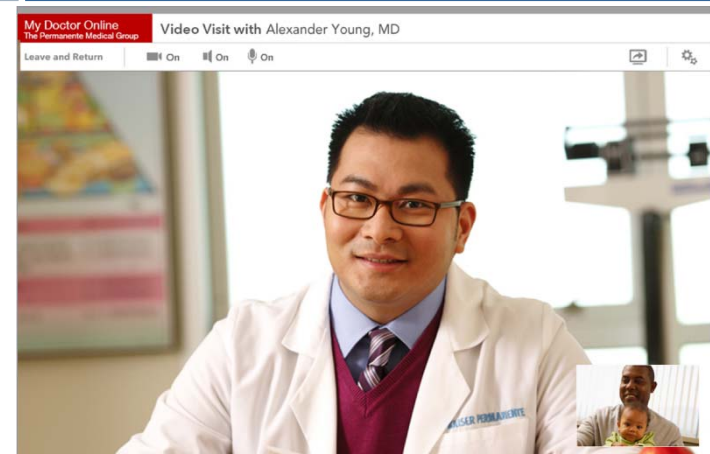 My Doctor Online
The Permanente Medical Group
Video Visit with Alexander Young, MD
Leave and Return
On
On
On
KAISER PERMANENTE